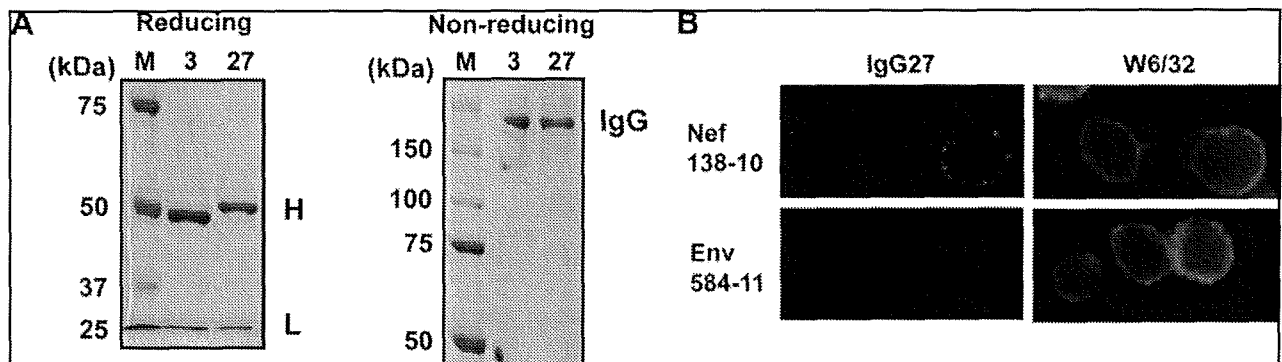 A
Reducing
(kDa) M 3 27
75
50
H
37
25
L
Non-reducing
(kDa) M 3 27
IgG
150
100
75
50
B
IgG27 W6/32
Nef
138-10
Env
584-11